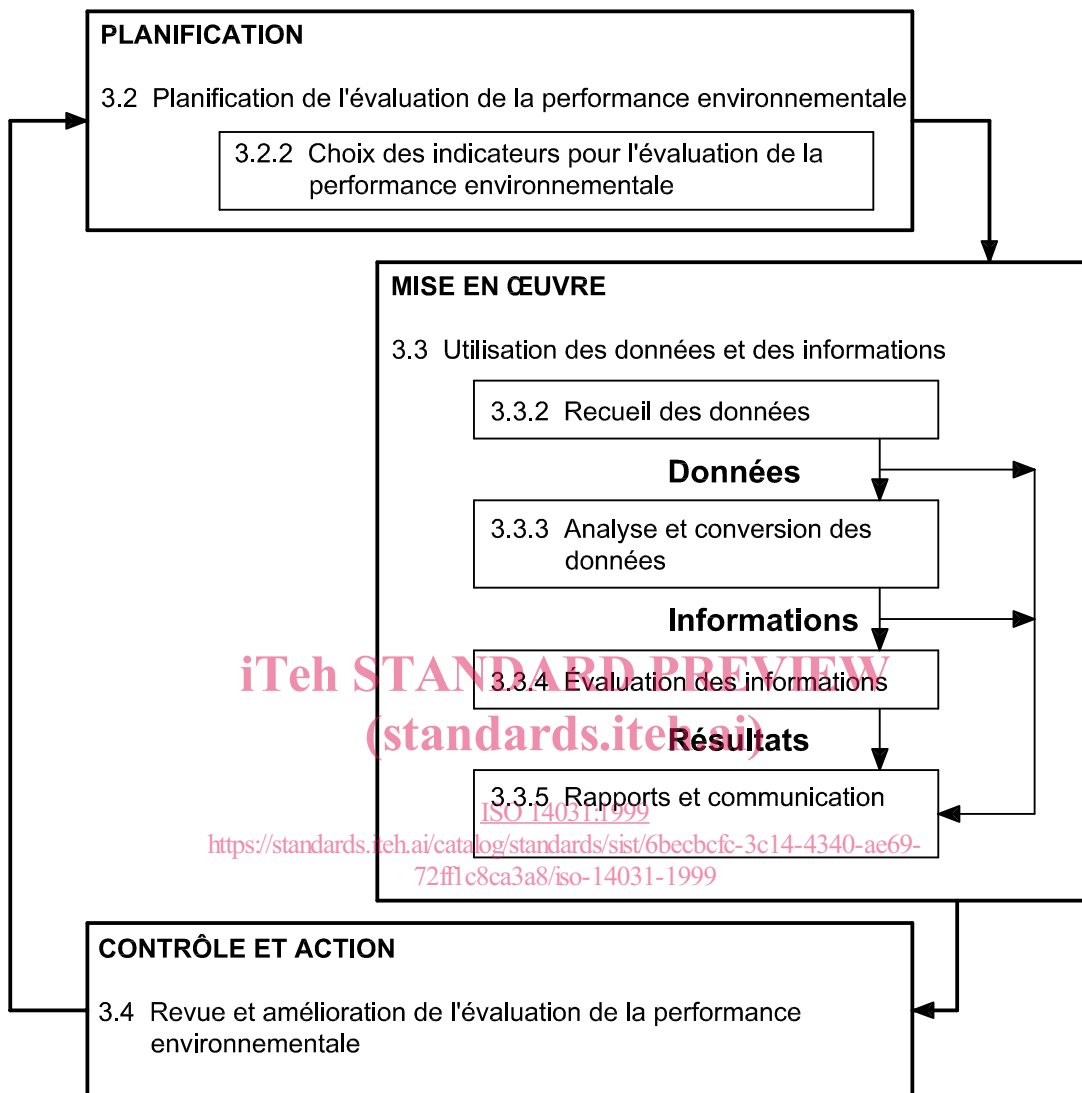 PLANIFICATION
3.2 Planification de l'évaluation de la performance environnementale
3.2.2 Choix des indicateurs pour l'évaluation de la
performance environnementale
MISE EN ŒUVRE
3.3 Utilisation des données et des informations
3.3.2 Recueil des données
Données
3.3.3 Analyse et conversion des
données
Informations
iTeh STANDARD PREVIEW
3.3.4 Évaluation des informations
(standards.iteh.ai)
Résultats
3.3.5 Rapports et communication
ISO 14031:1999
https://standards.iteh.ai/catalog/standards/sist/6becbcfc-3c14-4340-ae69-
72ff1c8ca3a8/iso-14031-1999
CONTRÔLE ET ACTION
3.4 Revue et amélioration de l'évaluation de la performance
environnementale